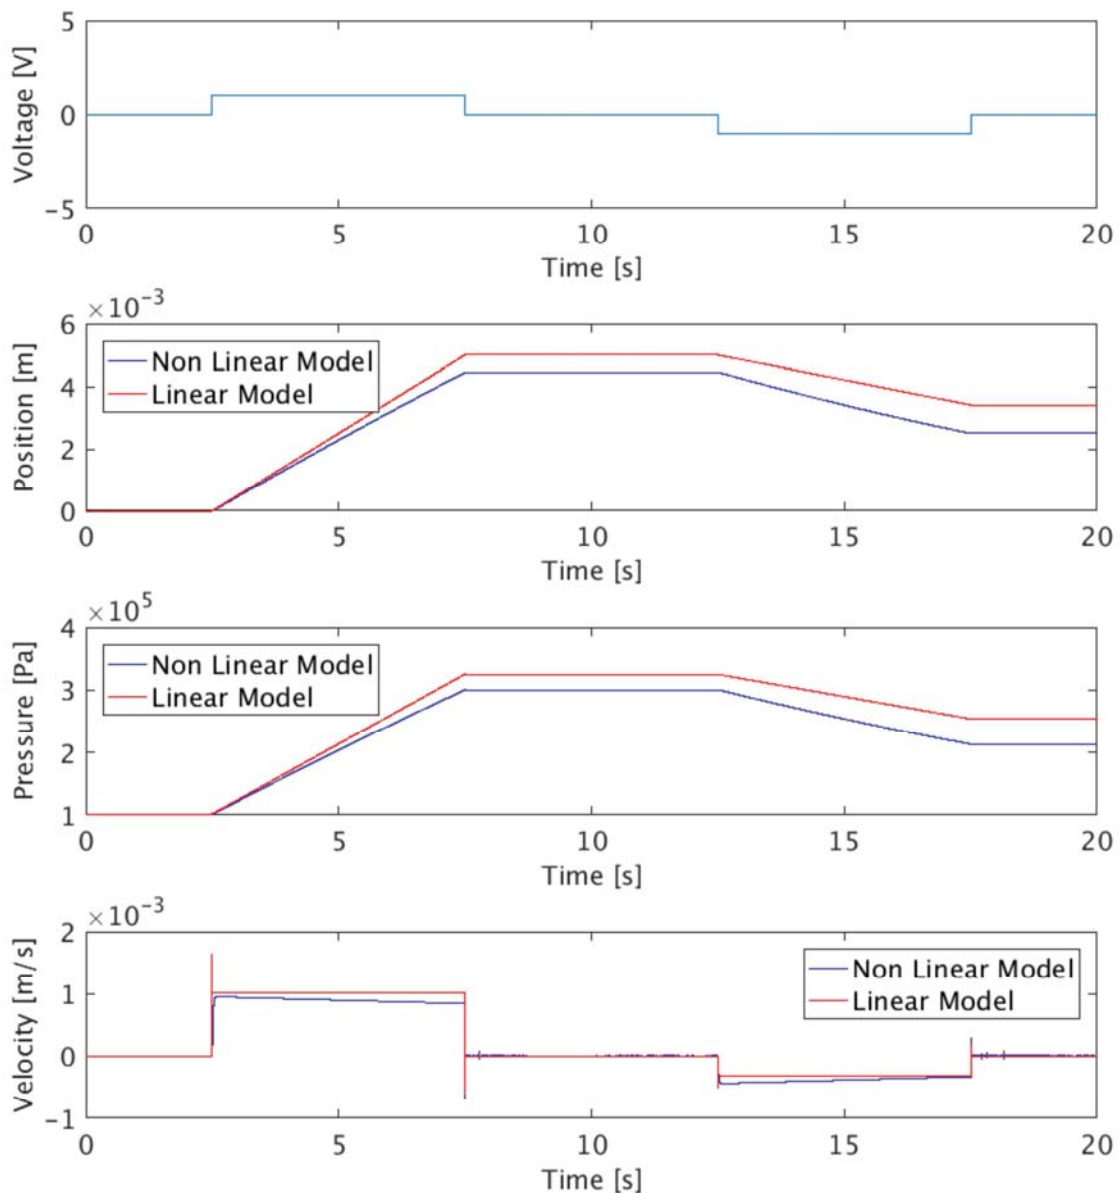 5
0
-5
Voltage [V]
0 5 10 15 20
Time [s]
×10⁻³
6
4
2
0
Position [m]
Non Linear Model
Linear Model
0 5 10 15 20
Time [s]
×10⁵
4
3
2
1
Pressure [Pa]
Non Linear Model
Linear Model
0 5 10 15 20
Time [s]
×10⁻³
2
1
0
-1
Velocity [m/s]
Non Linear Model
Linear Model
0 5 10 15 20
Time [s]